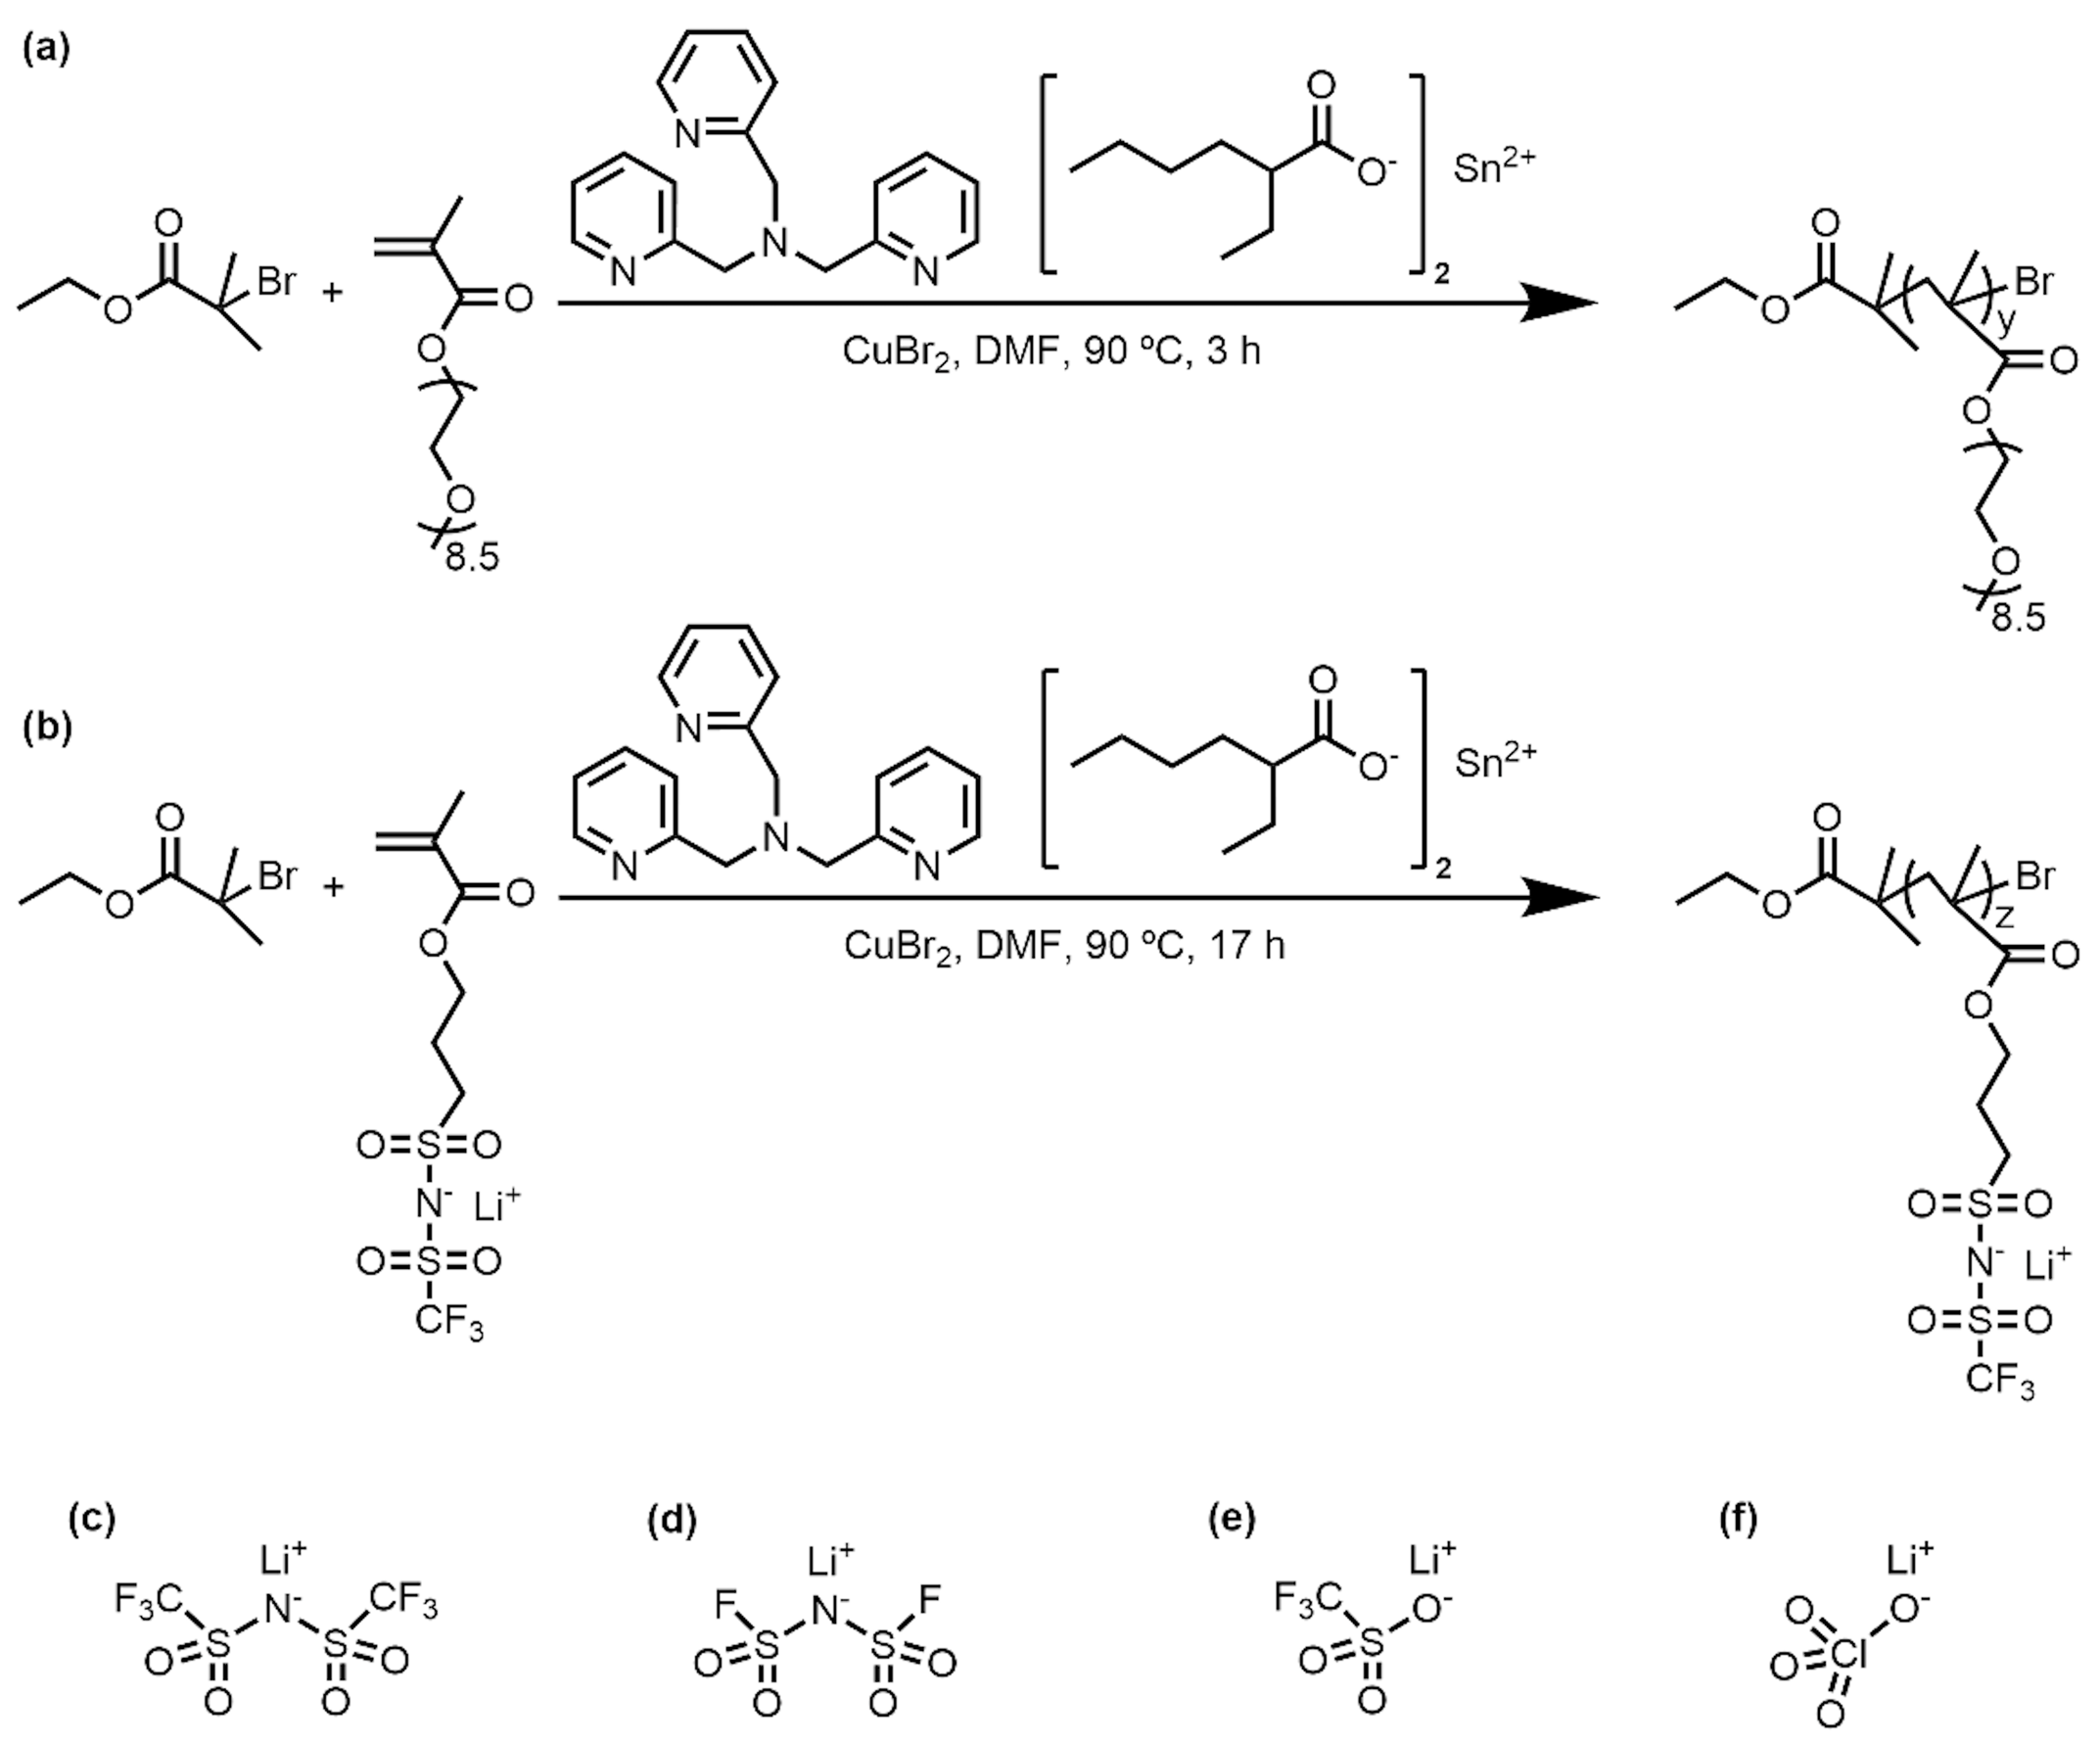 (a)
N
N
N
N
O
O⁻
Sn²⁺
2
O
O
Br
+
O
O
O
8.5
CuBr₂, DMF, 90 ºC, 3 h
O
O
Br
y
O
O
O
8.5
(b)
N
N
N
N
O
O⁻
Sn²⁺
2
O
O
Br
+
O
O
O=S=O
N⁻ Li⁺
O=S=O
CF₃
CuBr₂, DMF, 90 ºC, 17 h
O
O
Br
z
O
O
O=S=O
N⁻ Li⁺
O=S=O
CF₃
(c)
Li⁺
F₃C
N⁻
CF₃
O
S
S
O
O
O
(d)
Li⁺
F
N⁻
F
O
S
S
O
O
O
(e)
Li⁺
F₃C
O⁻
O
S
O
(f)
Li⁺
O
O⁻
O
Cl
O